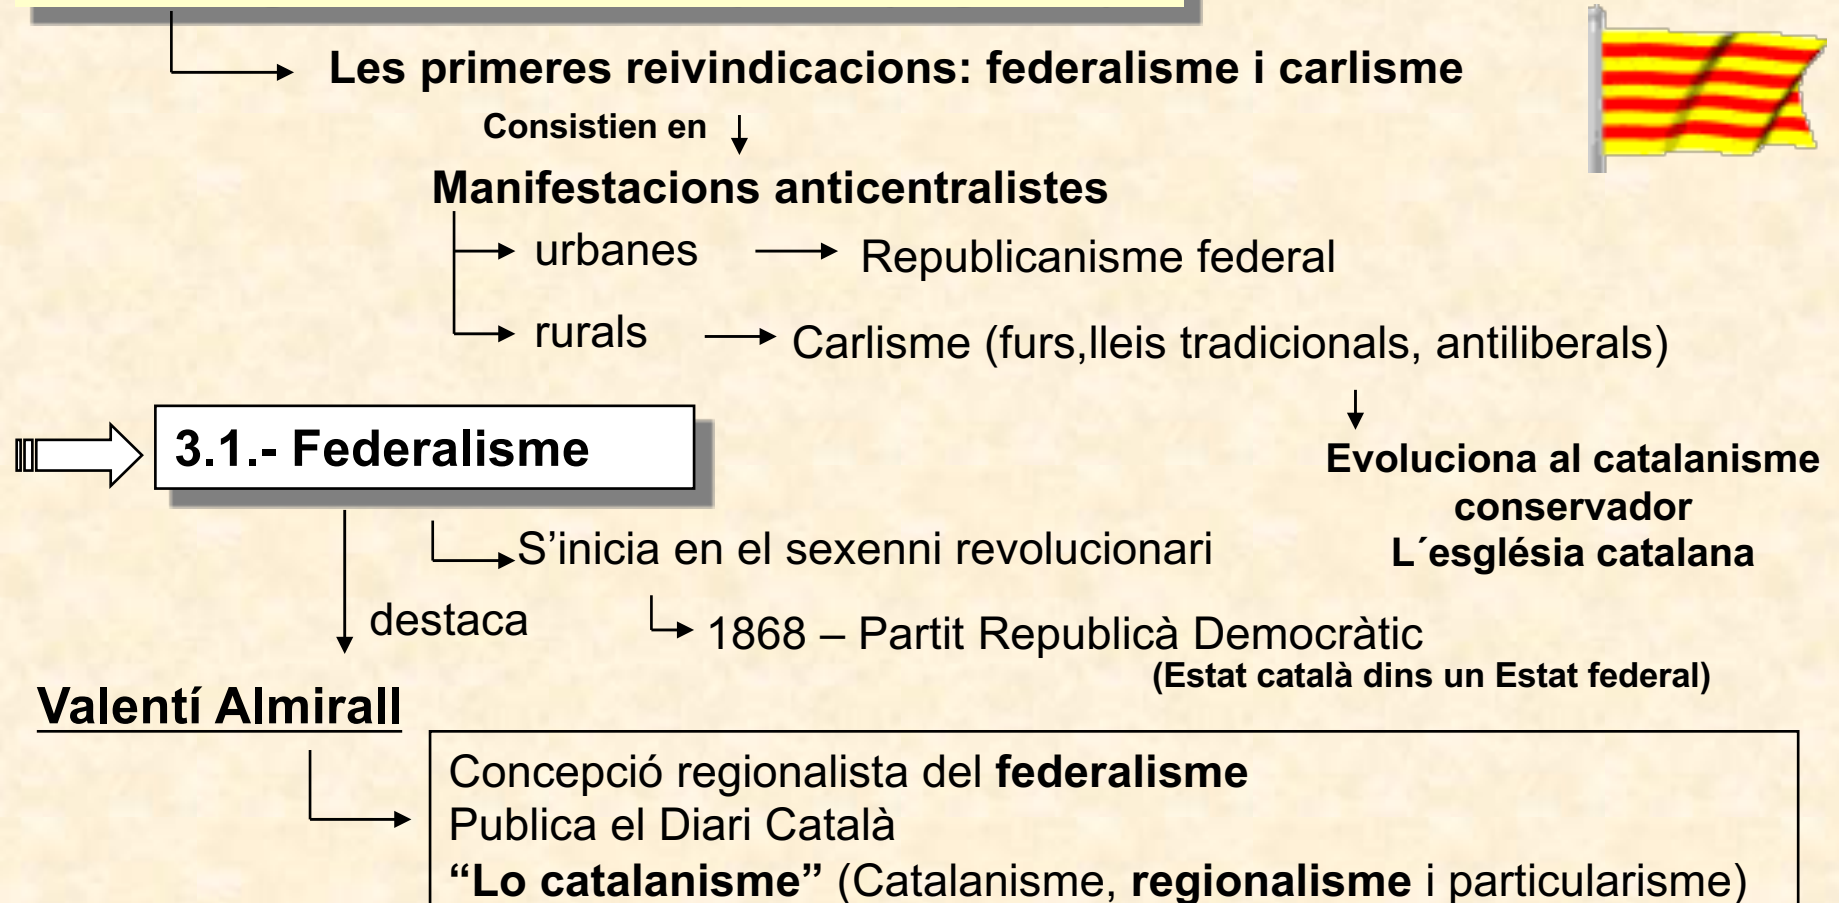 Les primeres reivindicacions: federalisme i carlisme
Consistien en
Manifestacions anticentralistes
urbanes
Republicanisme federal
rurals
Carlisme (furs,lleis tradicionals, antiliberals)
3.1.- Federalisme
Evoluciona al catalanisme
conservador
L´església catalana
S’inicia en el sexenni revolucionari
destaca
1868 – Partit Republicà Democràtic
(Estat català dins un Estat federal)
Valentí Almirall
Concepció regionalista del federalisme
Publica el Diari Català
“Lo catalanisme” (Catalanisme, regionalisme i particularisme)